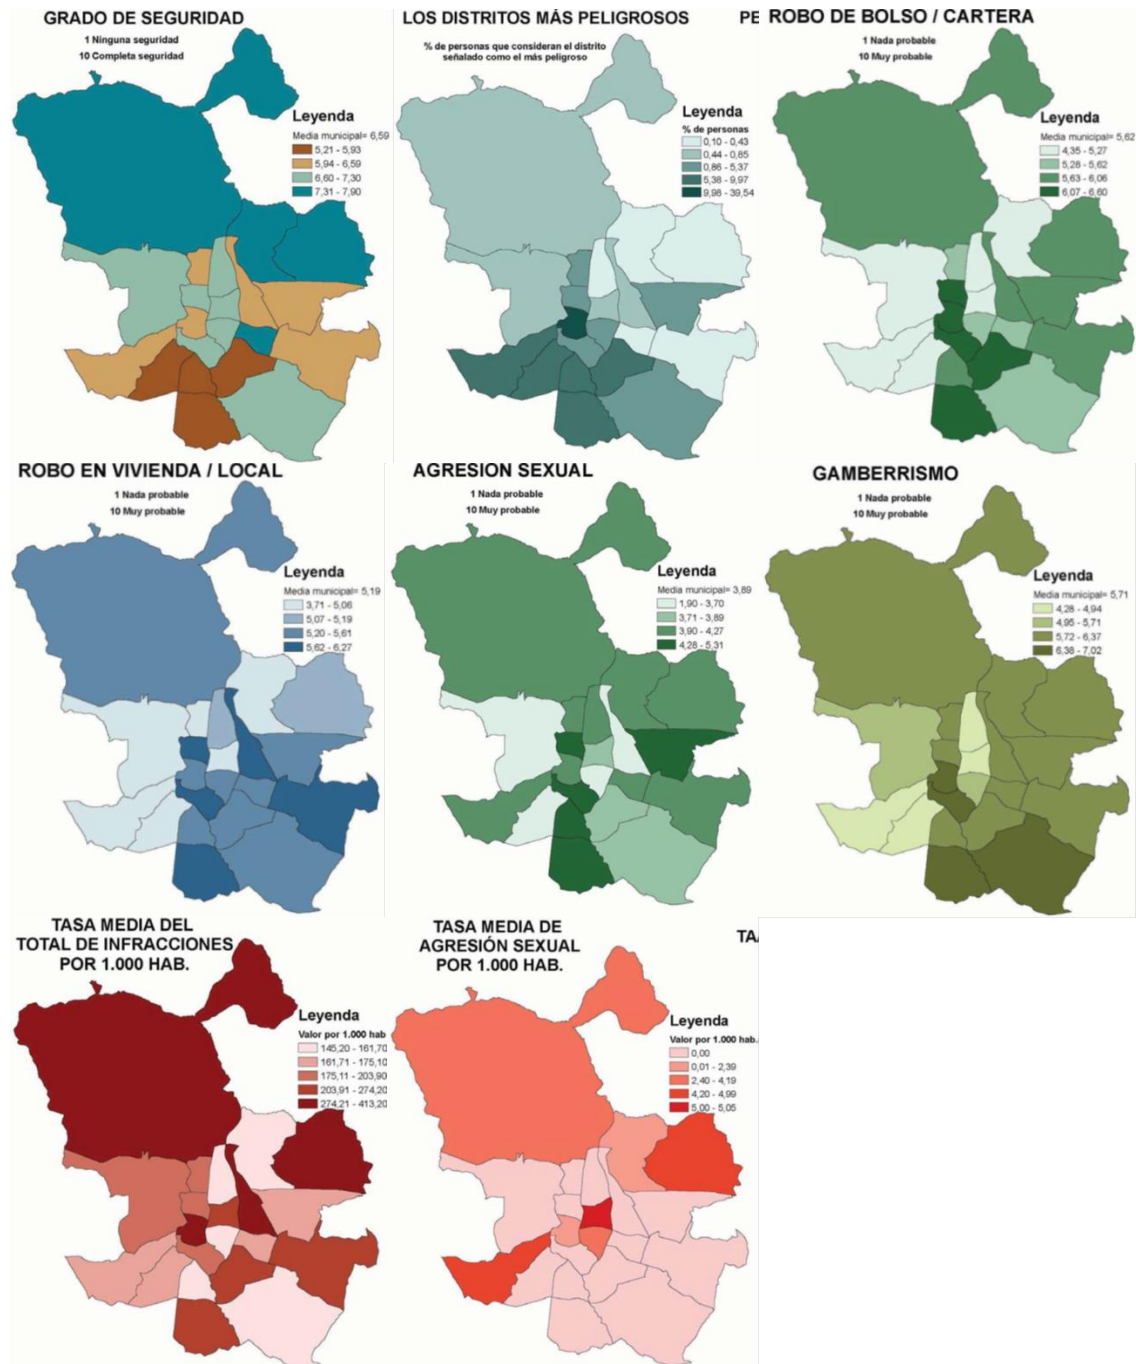 GRADO DE SEGURIDAD
1 Ninguna seguridad
10 Completa seguridad
Leyenda
Media municipal= 6,59
5,21 - 5,93
5,94 - 6,59
6,60 - 7,30
7,31 - 7,90
LOS DISTRITOS MÁS PELIGROSOS
% de personas que consideran el distrito
señalado como el más peligroso
Leyenda
% de personas
0,10 - 0,43
0,44 - 0,85
0,86 - 5,37
5,38 - 9,97
9,98 - 39,54
PE
ROBO DE BOLSO / CARTERA
1 Nada probable
10 Muy probable
Leyenda
Media municipal= 5,62
4,35 - 5,27
5,28 - 5,62
5,63 - 6,06
6,07 - 6,60
ROBO EN VIVIENDA / LOCAL
1 Nada probable
10 Muy probable
Leyenda
Media municipal= 5,19
3,71 - 5,06
5,07 - 5,19
5,20 - 5,61
5,62 - 6,27
AGRESION SEXUAL
1 Nada probable
10 Muy probable
Leyenda
Media municipal= 3,89
1,90 - 3,70
3,71 - 3,89
3,90 - 4,27
4,28 - 5,31
GAMBERRISMO
1 Nada probable
10 Muy probable
Leyenda
Media municipal= 5,71
4,28 - 4,94
4,95 - 5,71
5,72 - 6,37
6,38 - 7,02
TASA MEDIA DEL
TOTAL DE INFRACCIONES
POR 1.000 HAB.
Leyenda
Valor por 1.000 hab
145,20 - 161,70
161,71 - 175,10
175,11 - 203,90
203,91 - 274,20
274,21 - 413,20
TASA MEDIA DE
AGRESIÓN SEXUAL
POR 1.000 HAB.
Leyenda
Valor por 1.000 hab.
0,00
0,01 - 2,39
2,40 - 4,19
4,20 - 4,99
5,00 - 5,05